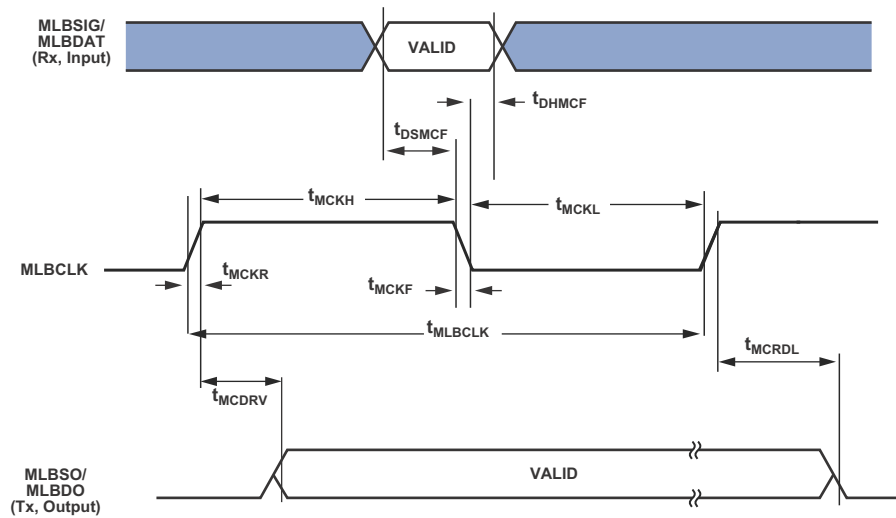 MLBSIG/
MLBDAT
(Rx, Input)
VALID
tDHMCF
tDSMCF
tMCKH
tMCKL
MLBCLK
tMCKR
tMCKF
tMLBCLK
tMCRDL
tMCDRV
MLBSO/
MLBDO
(Tx, Output)
VALID